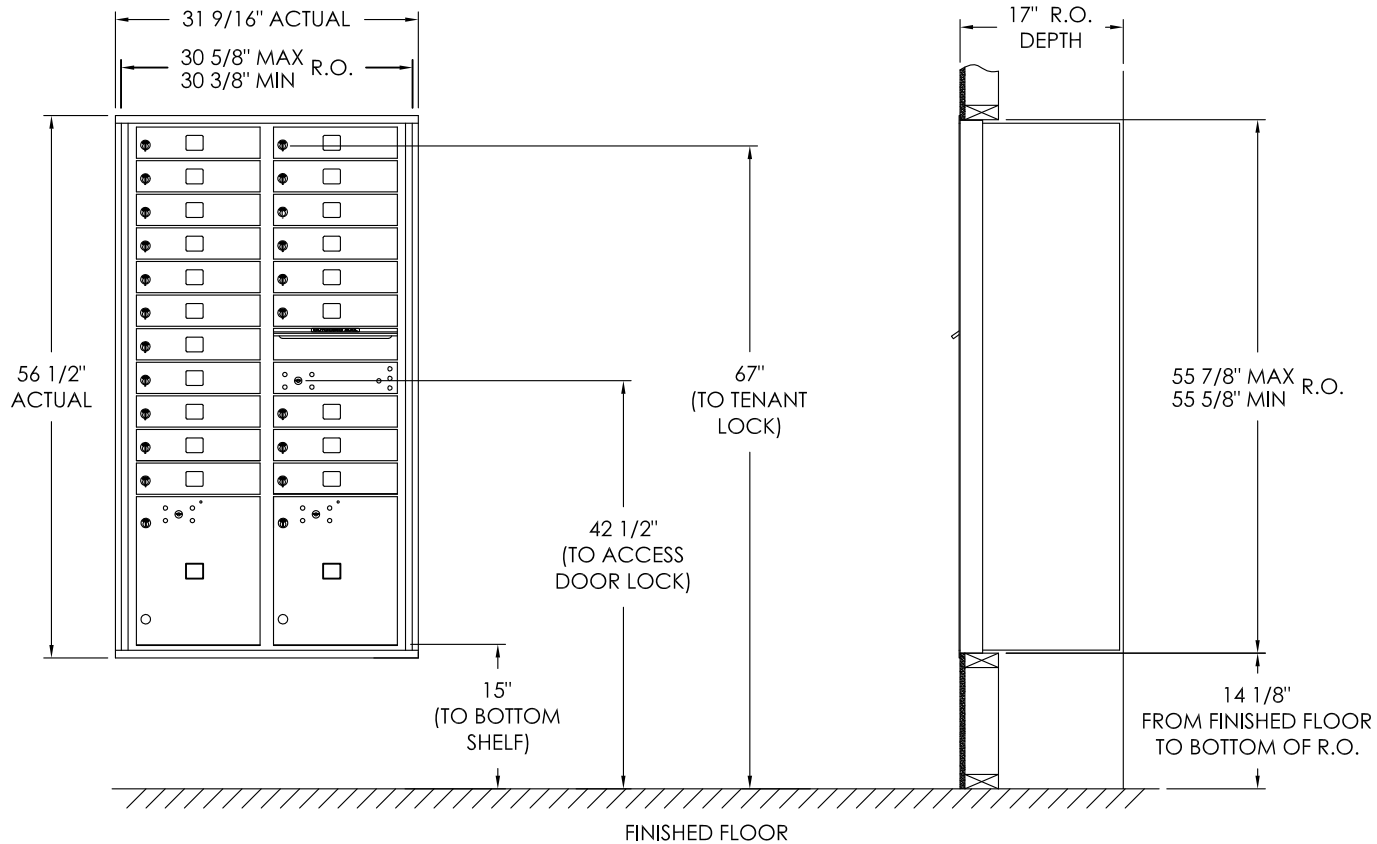 31 9/16" ACTUAL
30 5/8" MAX
30 3/8" MIN
R.O.
17" R.O.
DEPTH
56 1/2"
ACTUAL
67"
(TO TENANT
LOCK)
55 7/8" MAX
55 5/8" MIN
R.O.
42 1/2"
(TO ACCESS
DOOR LOCK)
15"
(TO BOTTOM
SHELF)
14 1/8"
FROM FINISHED FLOOR
TO BOTTOM OF R.O.
FINISHED FLOOR